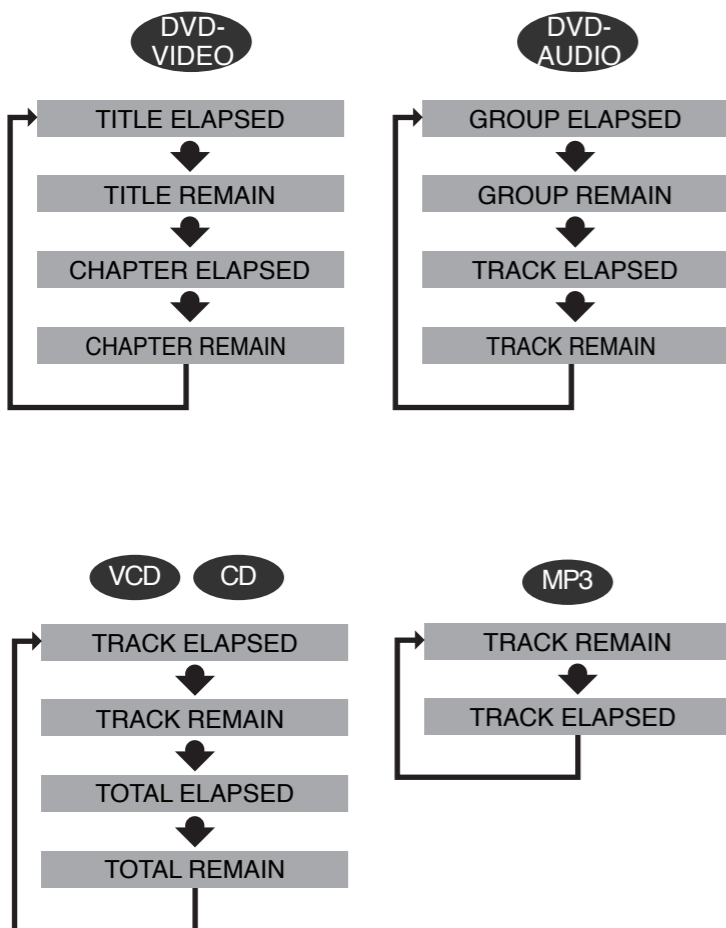 DVD-
VIDEO
TITLE ELAPSED
TITLE REMAIN
CHAPTER ELAPSED
CHAPTER REMAIN
DVD-
AUDIO
GROUP ELAPSED
GROUP REMAIN
TRACK ELAPSED
TRACK REMAIN
VCD CD
TRACK ELAPSED
TRACK REMAIN
TOTAL ELAPSED
TOTAL REMAIN
MP3
TRACK REMAIN
TRACK ELAPSED